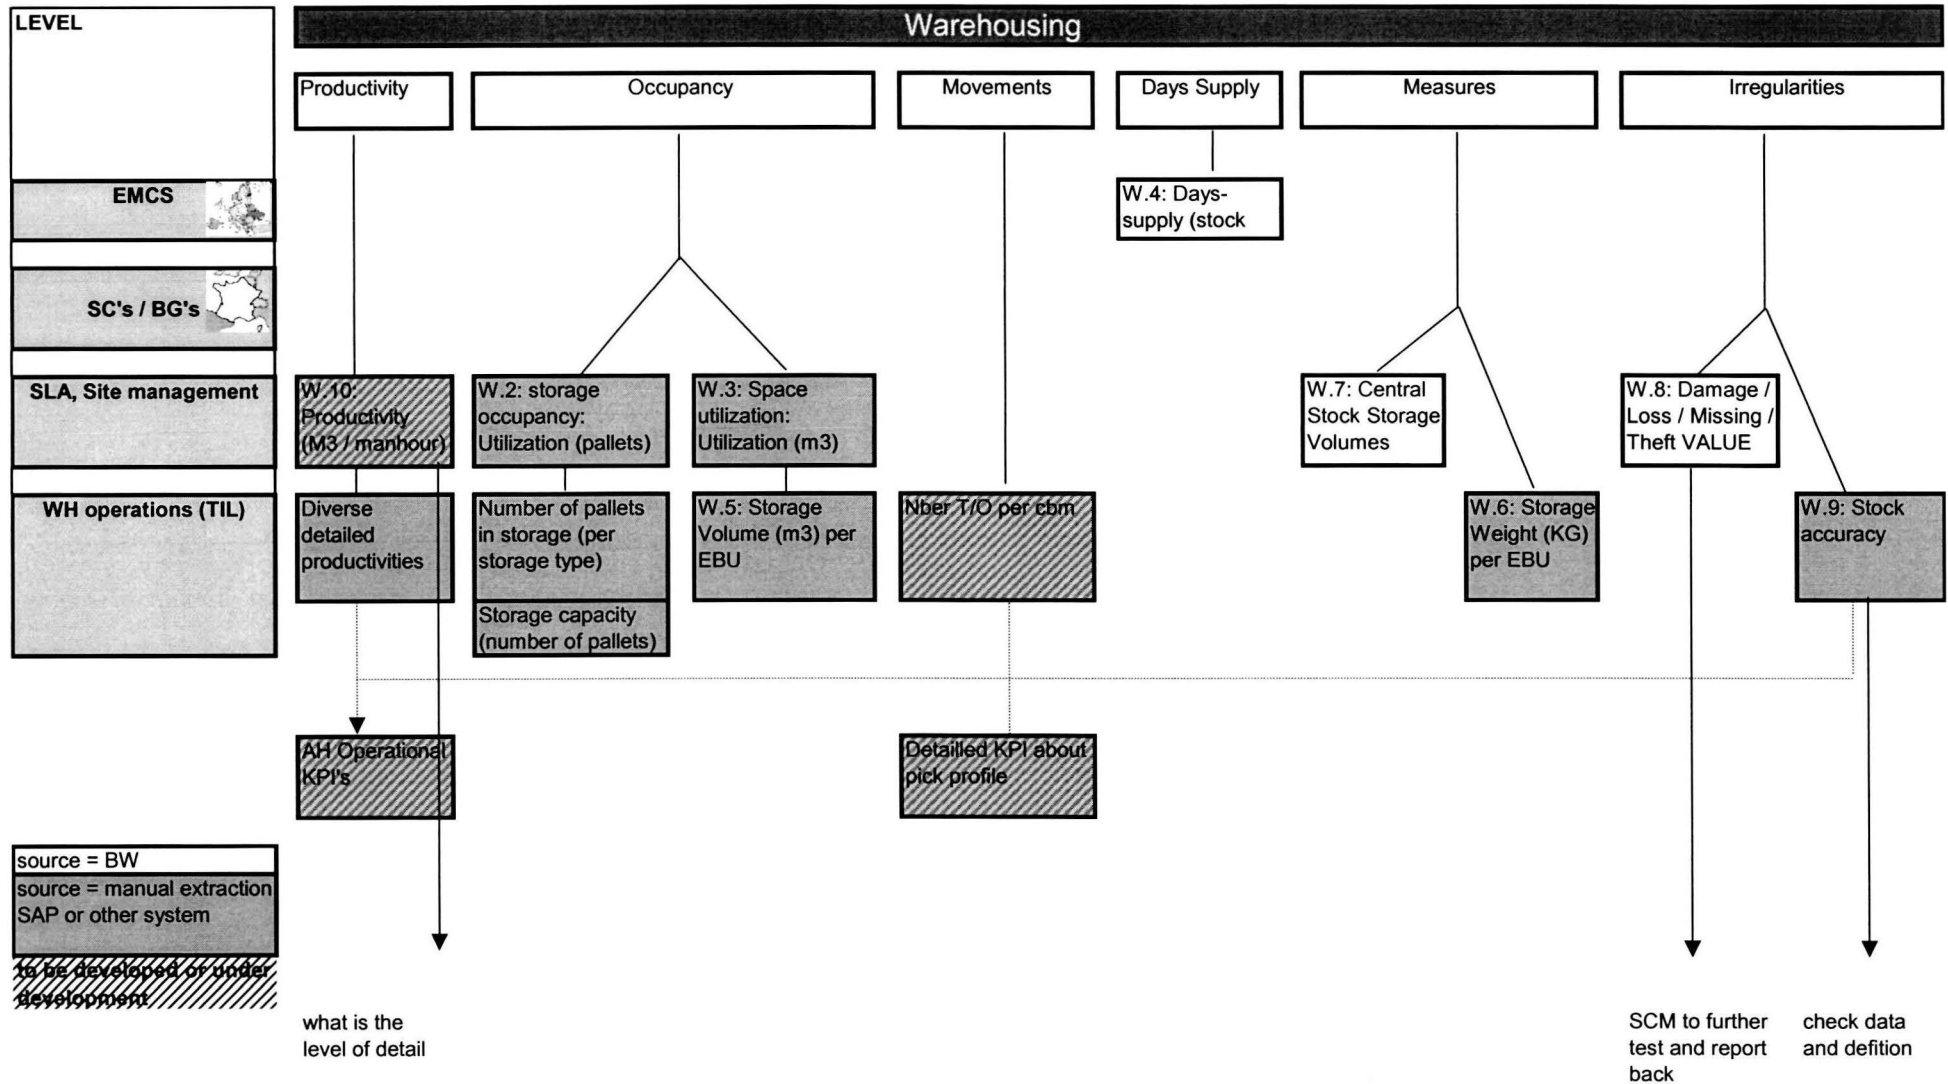 LEVEL
Warehousing
Productivity
Occupancy
Movements
Days Supply
Measures
Irregularities
EMCS
W.4: Days-
supply (stock
SC's / BG's
SLA, Site management
W.10:
Productivity
(M3 / manhour)
W.2: storage
occupancy:
Utilization (pallets)
W.3: Space
utilization:
Utilization (m3)
W.7: Central
Stock Storage
Volumes
W.8: Damage /
Loss / Missing /
Theft VALUE
WH operations (TIL)
Diverse
detailed
productivities
Number of pallets
in storage (per
storage type)
Storage capacity
(number of pallets)
W.5: Storage
Volume (m3) per
EBU
Nber T/O per cbm
W.6: Storage
Weight (KG)
per EBU
W.9: Stock
accuracy
AH Operational
KPI's
Detailled KPI about
pick profile
source = BW
source = manual extraction
SAP or other system
to be developed or under
development
what is the
level of detail
SCM to further
test and report
back
check data
and defition